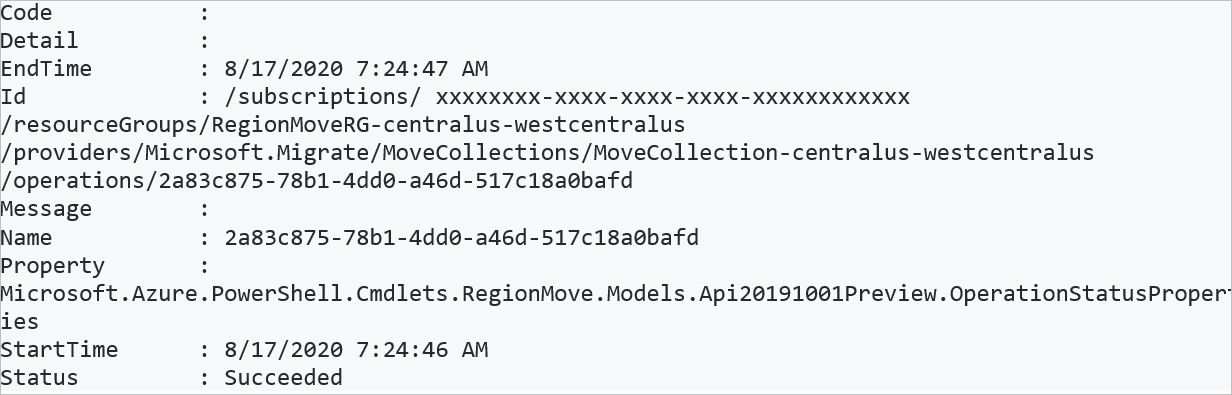 Code            :
Detail          :
EndTime         : 8/17/2020 7:24:47 AM
Id              : /subscriptions/ xxxxxxxx-xxxx-xxxx-xxxx-xxxxxxxxxxxx
/resourceGroups/RegionMoveRG-centralus-westcentralus
/providers/Microsoft.Migrate/MoveCollections/MoveCollection-centralus-westcentralus
/operations/2a83c875-78b1-4dd0-a46d-517c18a0bafd
Message         :
Name            : 2a83c875-78b1-4dd0-a46d-517c18a0bafd
Property        :
Microsoft.Azure.PowerShell.Cmdlets.RegionMove.Models.Api20191001Preview.OperationStatusPropert
ies
StartTime       : 8/17/2020 7:24:46 AM
Status          : Succeeded